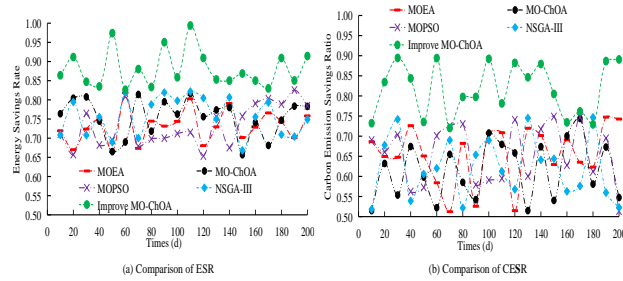 MOEA
MO-ChOA
MOPSO
NSGA-III
Improve MO-ChOA
Energy Savings Rate
1.00
0.95
0.90
0.85
0.80
0.75
0.70
0.65
0.60
0.55
0.50
MOEA
MO-ChOA
MOPSO
NSGA-III
Improve MO-ChOA
0 20 40 60 80 100 120 140 160 180 200
Times (d)
(a) Comparison of ESR
Carbon Emission Savings Ratio
1.00
0.95
0.90
0.85
0.80
0.75
0.70
0.65
0.60
0.55
0.50
0 20 40 60 80 100 120 140 160 180 200
Times (d)
(b) Comparison of CESR